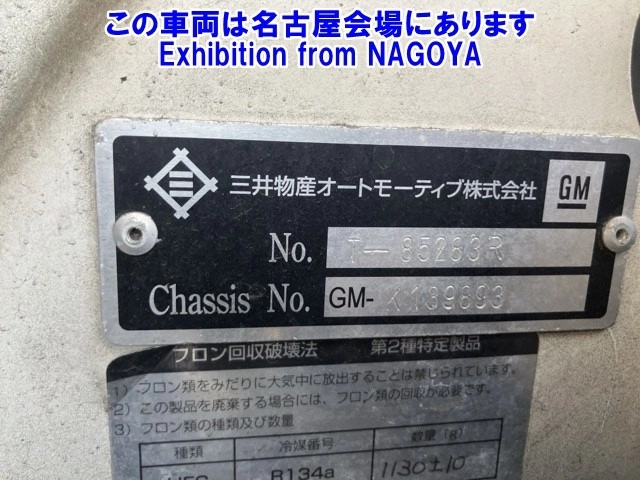 この車両は名古屋会場にあります
Exhibition from NAGOYA
三井物産オートモーティブ株式会社 GM
No. T-85283R
Chassis No. GM-K139693
フロン回収破壊法 第2種特定製品
1) フロン類をみだりに大気中に放出することは禁じられています。
2) この製品を廃棄する場合には、フロン類の回収が必要です。
3) フロン類の種類及び数量
種類 冷媒番号 数量 (g)
HFC R134a 1130±10